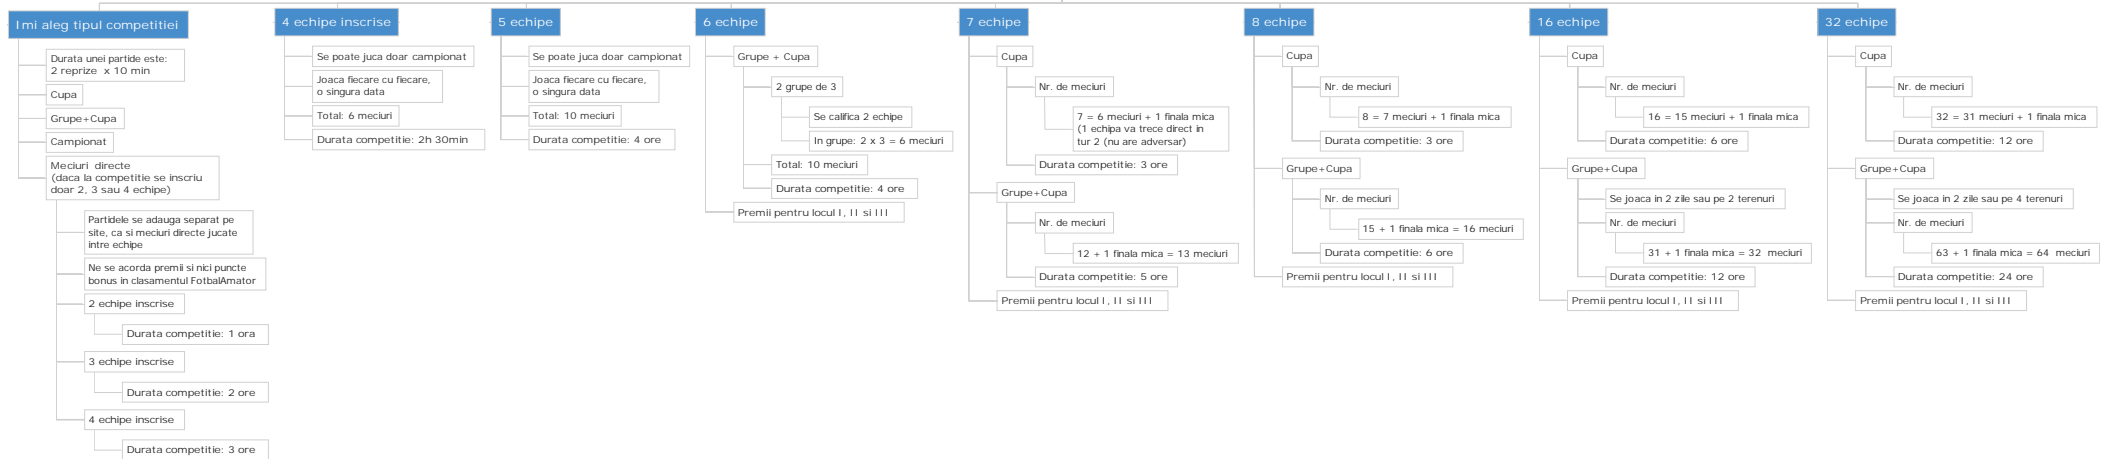 Imi aleg tipul competitiei
Durata unei partide este:
2 reprize x 10 min
Cupa
Grupe+Cupa
Campionat
Meciuri directe
(daca la competitie se inscriu
doar 2, 3 sau 4 echipe)
Partidele se adauga separat pe
site, ca si meciuri directe jucate
intre echipe
Ne se acorda premii si nici puncte
bonus in clasamentul FotbalAmator
2 echipe inscrise
Durata competitie: 1 ora
3 echipe inscrise
Durata competitie: 2 ore
4 echipe inscrise
Durata competitie: 3 ore
4 echipe inscrise
Se poate juca doar campionat
Joaca fiecare cu fiecare,
o singura data
Total: 6 meciuri
Durata competitie: 2h 30min
5 echipe
Se poate juca doar campionat
Joaca fiecare cu fiecare,
o singura data
Total: 10 meciuri
Durata competitie: 4 ore
6 echipe
Grupe + Cupa
2 grupe de 3
Se califica 2 echipe
In grupe: 2 x 3 = 6 meciuri
Total: 10 meciuri
Durata competitie: 4 ore
Premii pentru locul I, II si III
7 echipe
Cupa
Nr. de meciuri
7 = 6 meciuri + 1 finala mica
(1 echipa va trece direct in
tur 2 (nu are adversar)
Durata competitie: 3 ore
Grupe+Cupa
Nr. de meciuri
12 + 1 finala mica = 13 meciuri
Durata competitie: 5 ore
Premii pentru locul I, II si III
8 echipe
Cupa
Nr. de meciuri
8 = 7 meciuri + 1 finala mica
Durata competitie: 3 ore
Grupe+Cupa
Nr. de meciuri
15 + 1 finala mica = 16 meciuri
Durata competitie: 6 ore
Premii pentru locul I, II si III
16 echipe
Cupa
Nr. de meciuri
16 = 15 meciuri + 1 finala mica
Durata competitie: 6 ore
Grupe+Cupa
Se joaca in 2 zile sau pe 2 terenuri
Nr. de meciuri
31 + 1 finala mica = 32 meciuri
Durata competitie: 12 ore
Premii pentru locul I, II si III
32 echipe
Cupa
Nr. de meciuri
32 = 31 meciuri + 1 finala mica
Durata competitie: 12 ore
Grupe+Cupa
Se joaca in 2 zile sau pe 4 terenuri
Nr. de meciuri
63 + 1 finala mica = 64 meciuri
Durata competitie: 24 ore
Premii pentru locul I, II si III